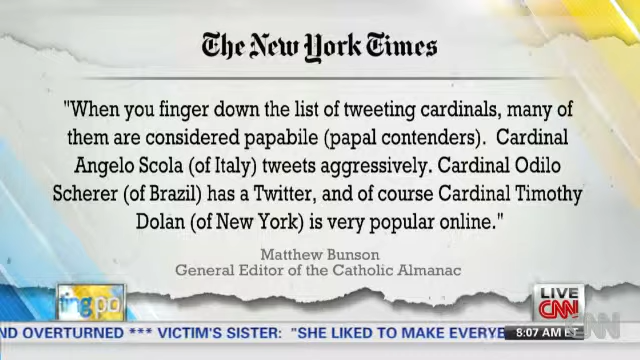 The New York Times
"When you finger down the list of tweeting cardinals, many of
them are considered papabile (papal contenders).  Cardinal
Angelo Scola (of Italy) tweets aggressively. Cardinal Odilo
Scherer (of Brazil) has a Twitter, and of course Cardinal Timothy
Dolan (of New York) is very popular online."
Matthew Bunson
General Editor of the Catholic Almanac
LIVE
CNN
ND OVERTURNED *** VICTIM'S SISTER:  "SHE LIKED TO MAKE EVERYB
8:07 AM ET